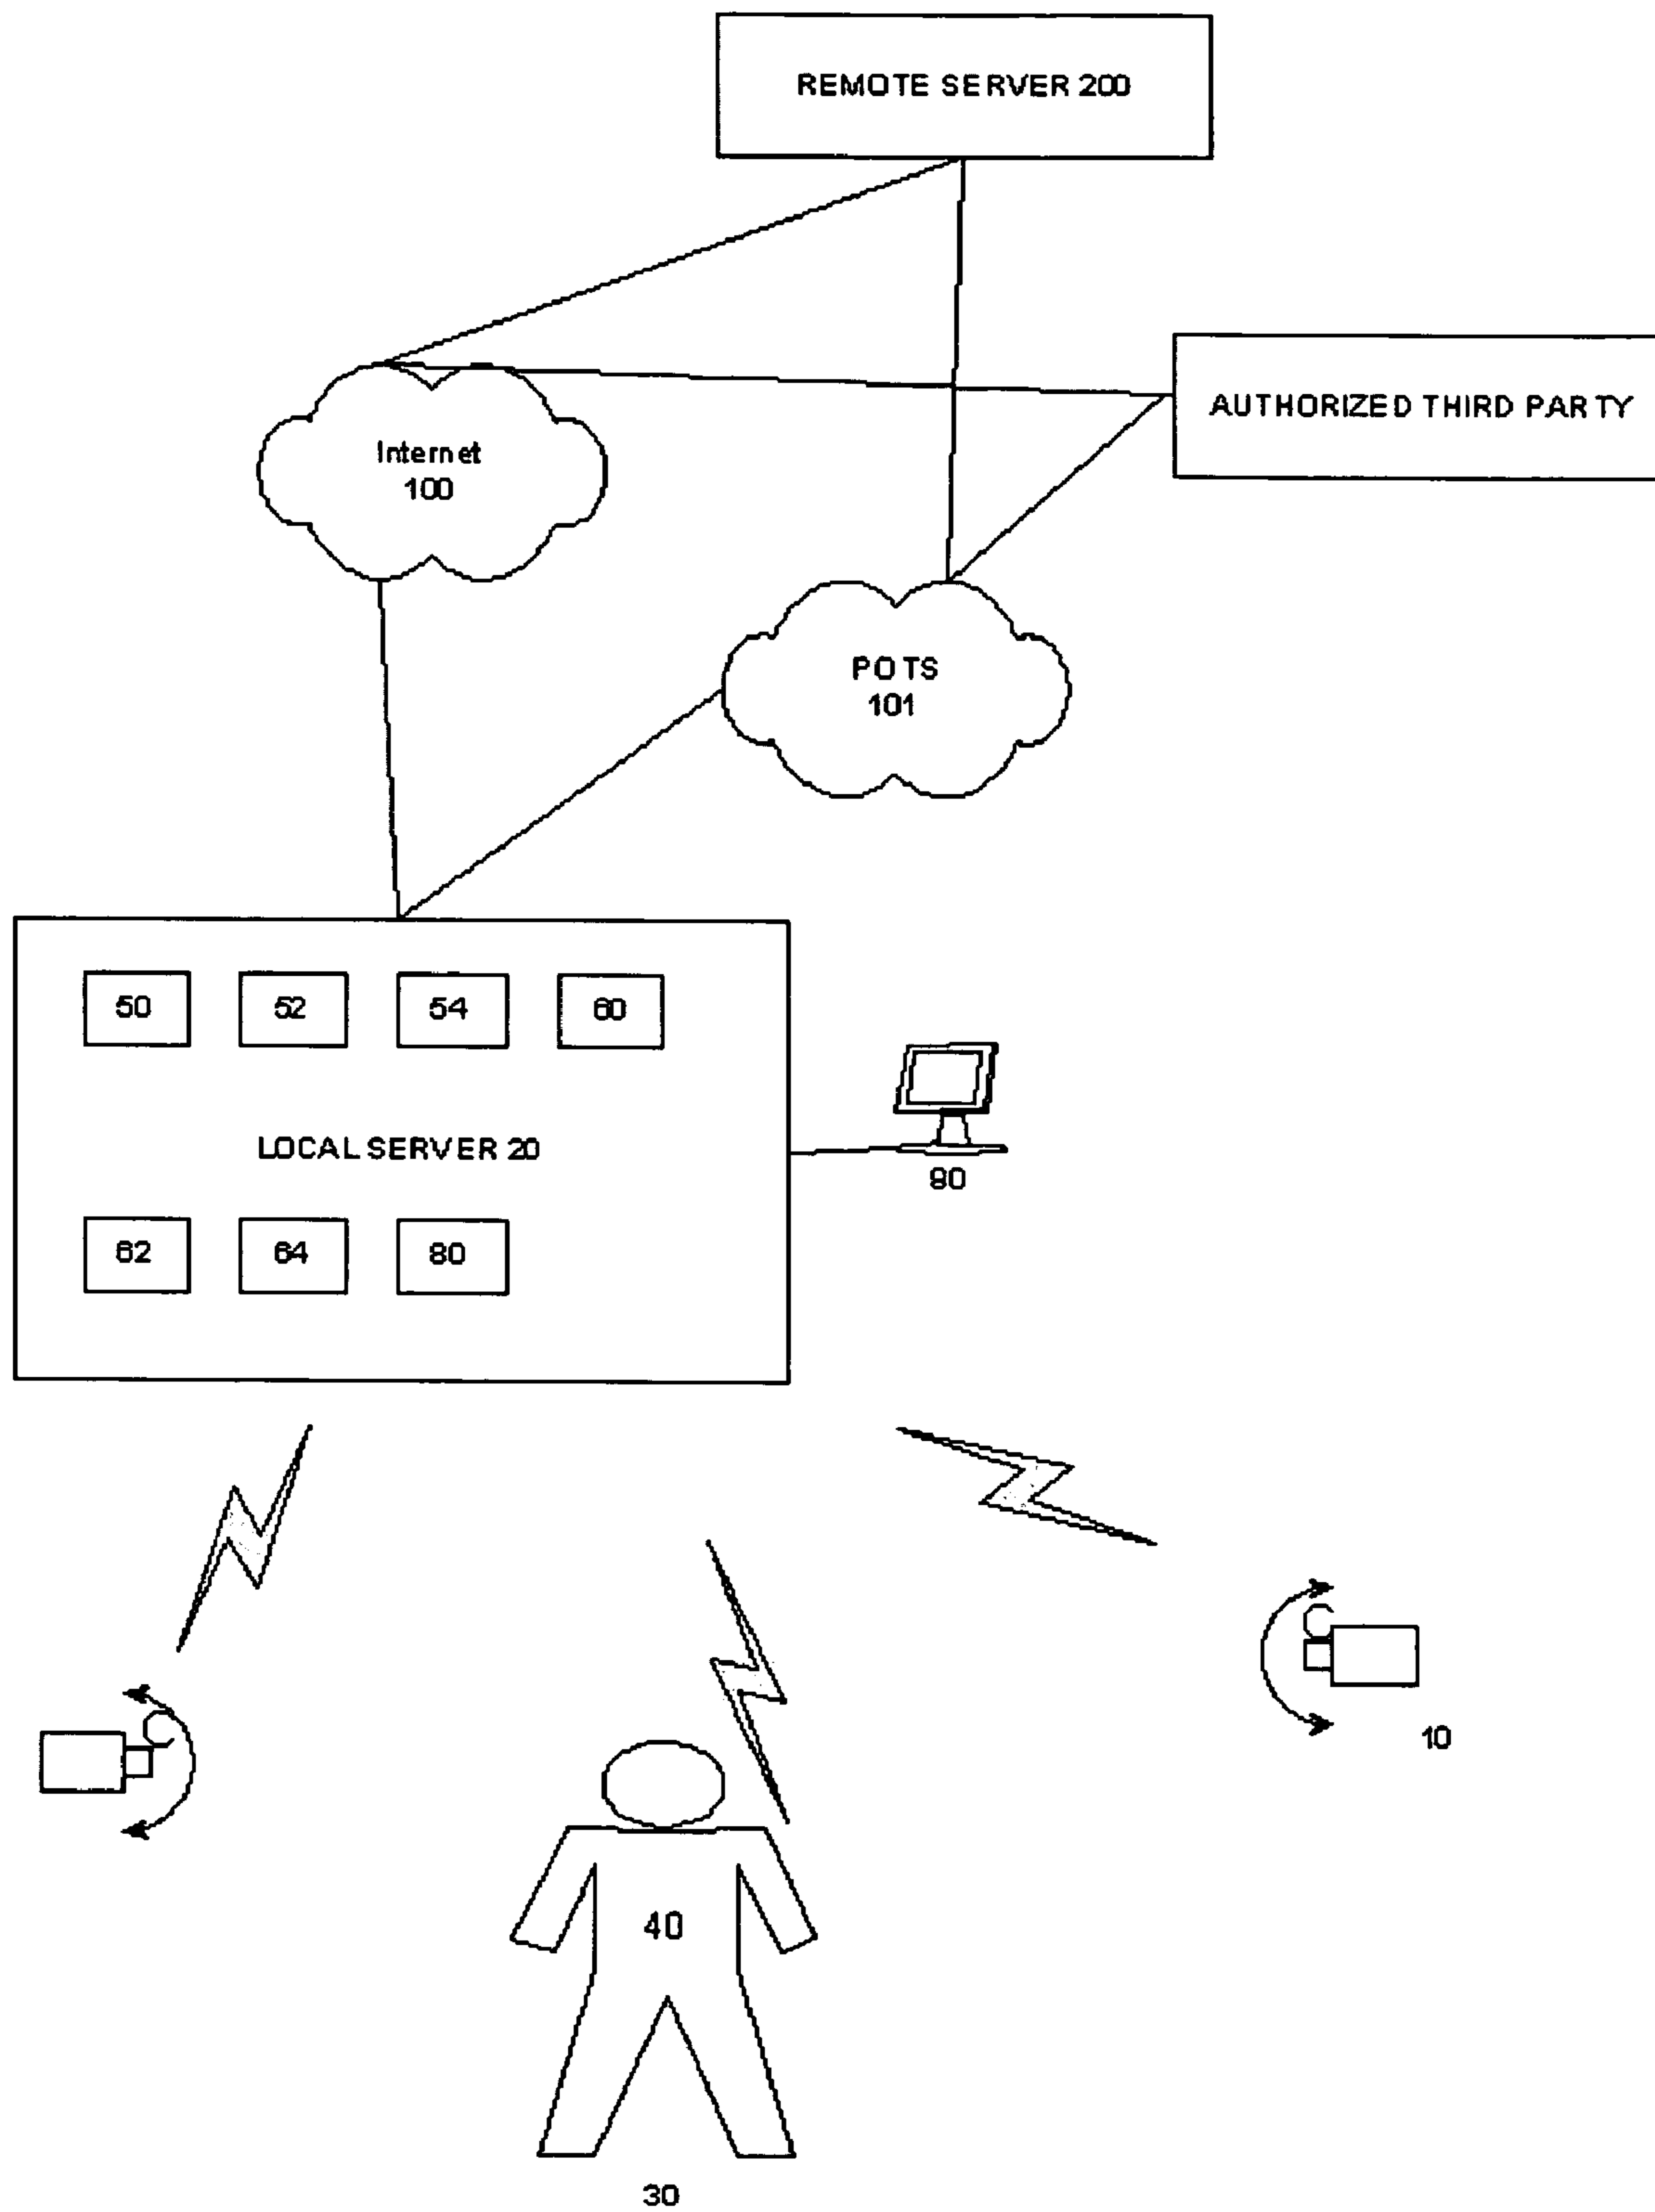 REMOTE SERVER 200
AUTHORIZED THIRD PARTY
Internet
100
POTS
101
50
52
54
60
LOCAL SERVER 20
90
62
64
80
10
40
30